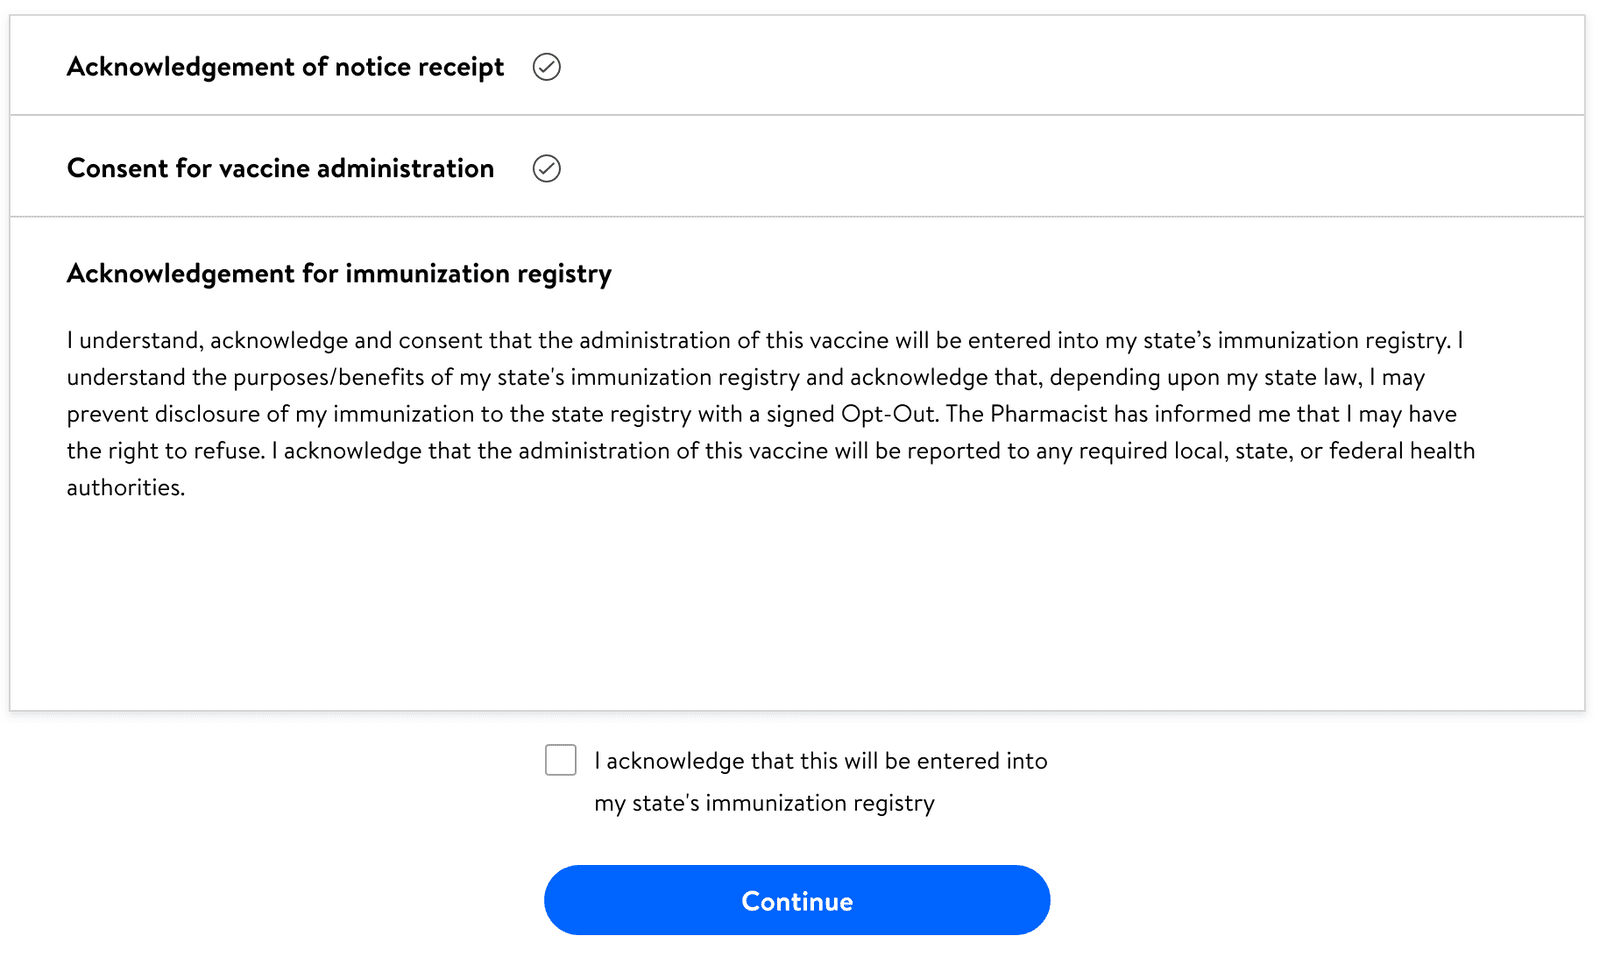 Acknowledgement of notice receipt
Consent for vaccine administration
Acknowledgement for immunization registry
I understand, acknowledge and consent that the administration of this vaccine will be entered into my state’s immunization registry. I
understand the purposes/benefits of my state's immunization registry and acknowledge that, depending upon my state law, I may
prevent disclosure of my immunization to the state registry with a signed Opt-Out. The Pharmacist has informed me that I may have
the right to refuse. I acknowledge that the administration of this vaccine will be reported to any required local, state, or federal health
authorities.
I acknowledge that this will be entered into
my state's immunization registry
Continue